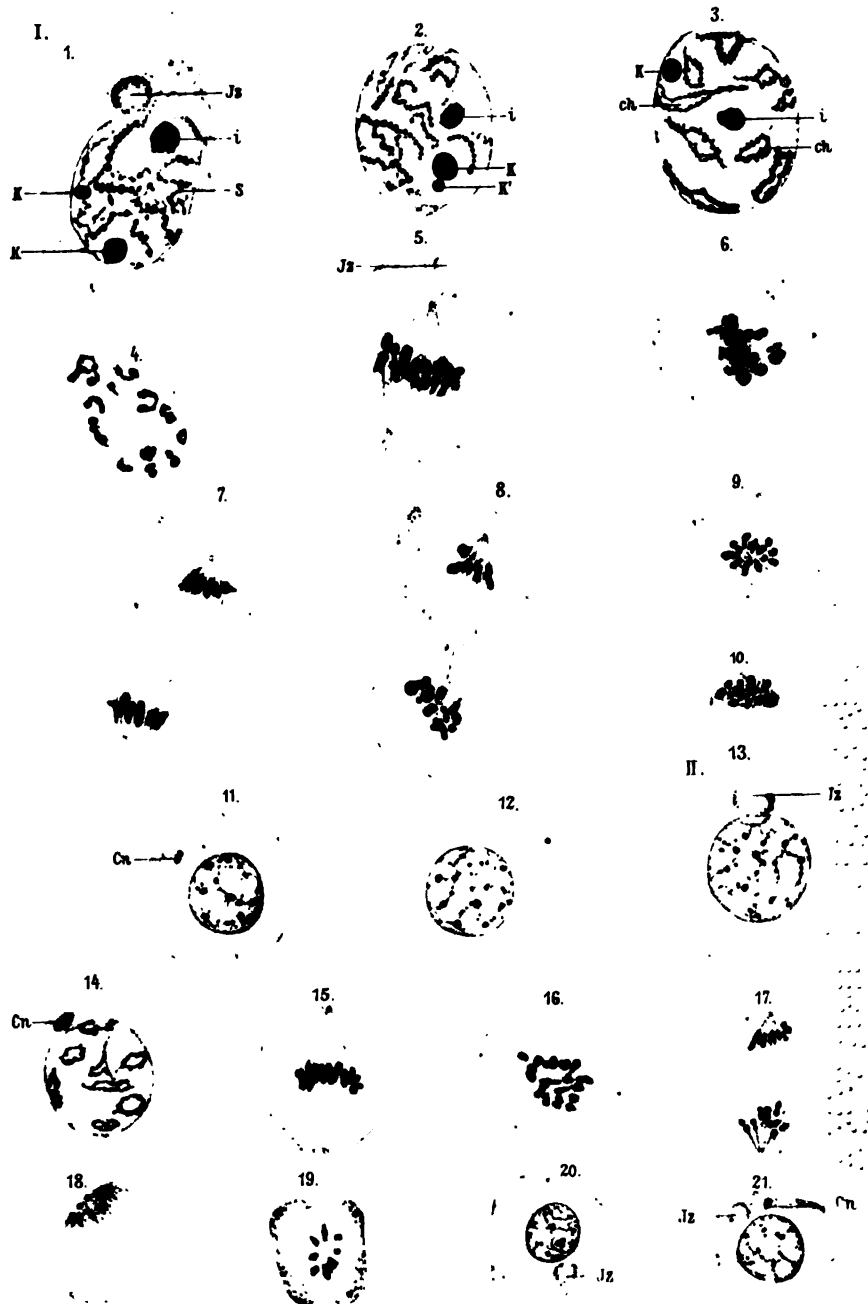 I.
1.
2.
3.
Jz
i
K
S
K
i
K
K'
K
ch
i
ch
4.
5.
Jz
6.
7.
8.
9.
10.
11.
Cn
12.
II.
13.
Jz
14.
Cn
15.
16.
17.
18.
19.
20.
Jz
21.
Jz
Cn